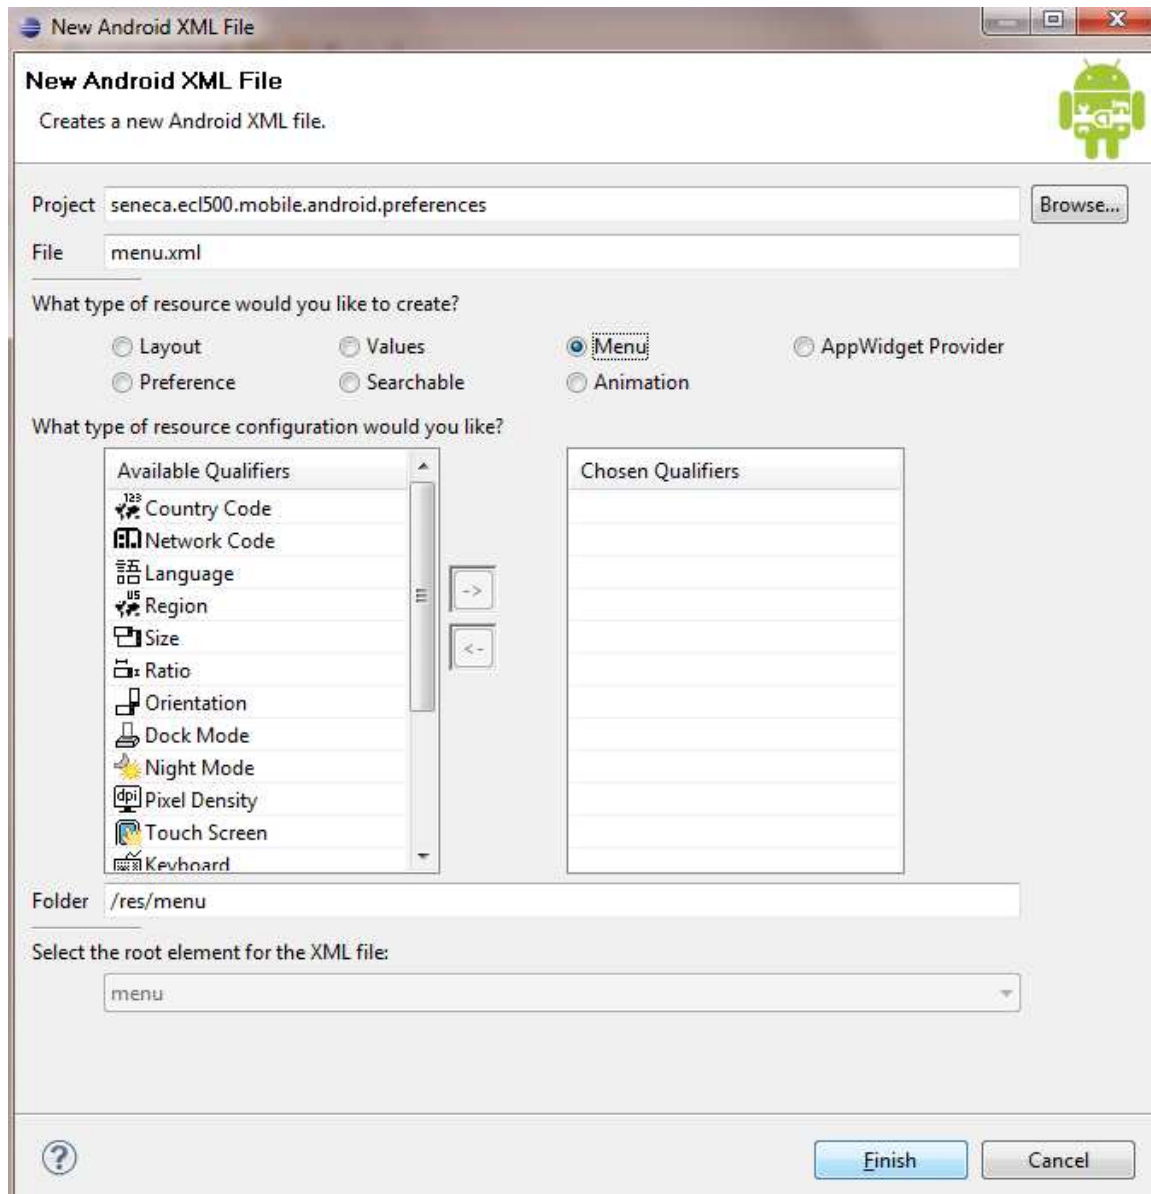 New Android XML File
New Android XML File
Creates a new Android XML file.
Project seneca.ecl500.mobile.android.preferences Browse...
File menu.xml
What type of resource would you like to create?
Layout Values Menu AppWidget Provider
Preference Searchable Animation
What type of resource configuration would you like?
Available Qualifiers Chosen Qualifiers
123 Country Code
Network Code
語 Language
US Region
Size
Ratio
Orientation
Dock Mode
Night Mode
dpi Pixel Density
Touch Screen
Keyboard
->
<-
Folder /res/menu
Select the root element for the XML file:
menu
? Finish Cancel